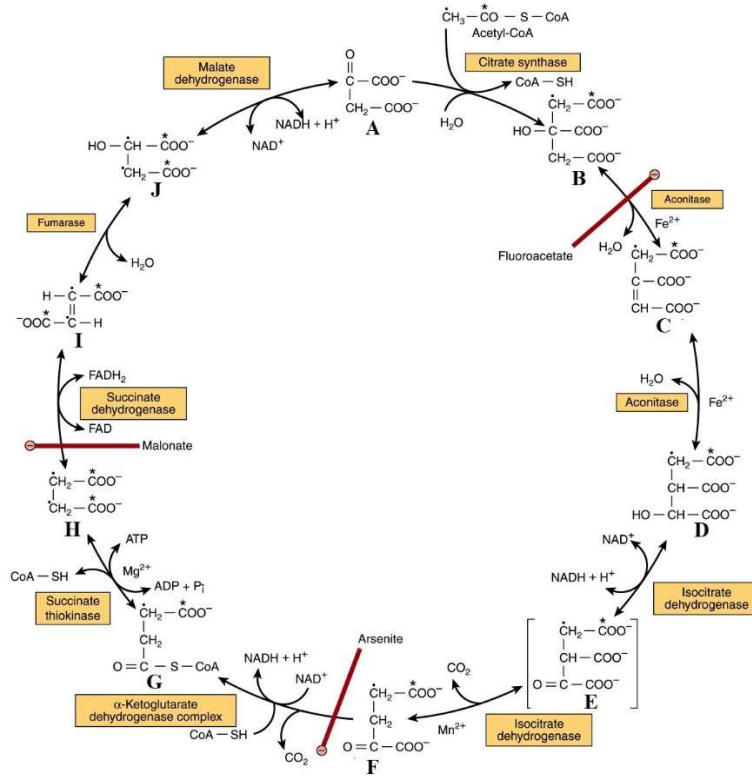 *
CH₃ — CO — S — CoA
Acetyl-CoA
Citrate synthase
CoA — SH
H₂O
Malate
dehydrogenase
NADH + H⁺
NAD⁺
O
C — COO⁻
CH₂ — COO⁻
A
*
CH₂ — COO⁻
HO — C — COO⁻
CH₂ — COO⁻
B
Aconitase
Fe²⁺
H₂O
Fluoroacetate
*
CH₂ — COO⁻
C — COO⁻
CH — COO⁻
C
H₂O
Aconitase
Fe²⁺
*
CH₂ — COO⁻
CH — COO⁻
HO — CH — COO⁻
D
NAD⁺
NADH + H⁺
Isocitrate
dehydrogenase
*
CH₂ — COO⁻
CH — COO⁻
O = C — COO⁻
E
CO₂
Mn²⁺
Isocitrate
dehydrogenase
*
CH₂ — COO⁻
CH₂
O = C — COO⁻
F
Arsenite
NADH + H⁺
NAD⁺
α-Ketoglutarate
dehydrogenase complex
CoA — SH
CO₂
*
CH₂ — COO⁻
CH₂
O = C — S — CoA
G
ATP
Mg²⁺
CoA — SH
ADP + Pi
Succinate
thiokinase
*
CH₂ — COO⁻
*
CH₂ — COO⁻
H
Malonate
FADH₂
Succinate
dehydrogenase
FAD
*
H — C — COO⁻
*
⁻OOC — C — H
I
Fumarase
H₂O
*
HO — CH — COO⁻
*
CH₂ — COO⁻
J